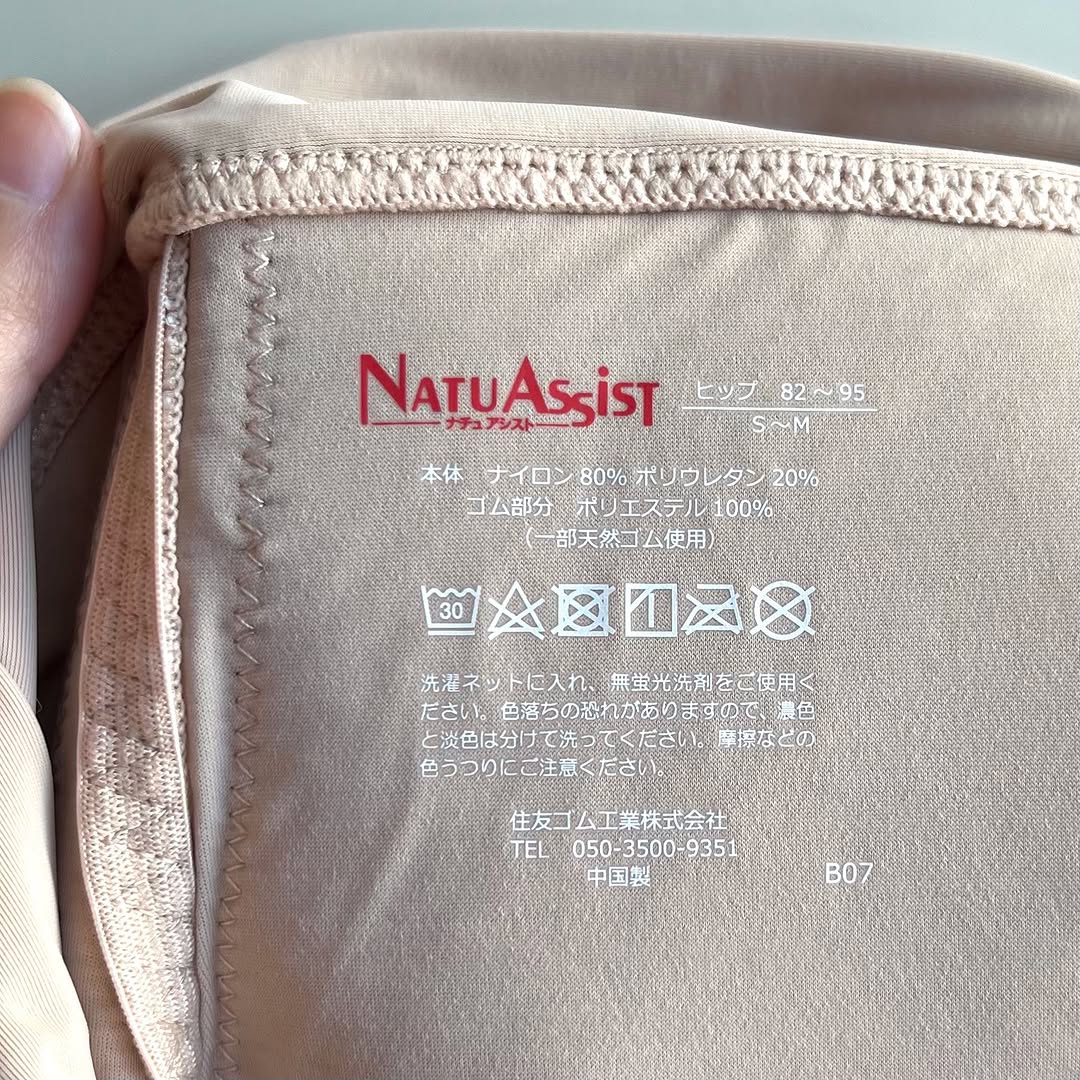 NATUASSiST
ナチュアシスト
ヒップ 82～95
S～M
本体 ナイロン 80% ポリウレタン 20%
ゴム部分 ポリエステル 100%
（一部天然ゴム使用）
30
洗濯ネットに入れ、無蛍光洗剤をご使用く
ださい。色落ちの恐れがありますので、濃色
と淡色は分けて洗ってください。摩擦などの
色うつりにご注意ください。
住友ゴム工業株式会社
TEL 050-3500-9351
中国製
B07